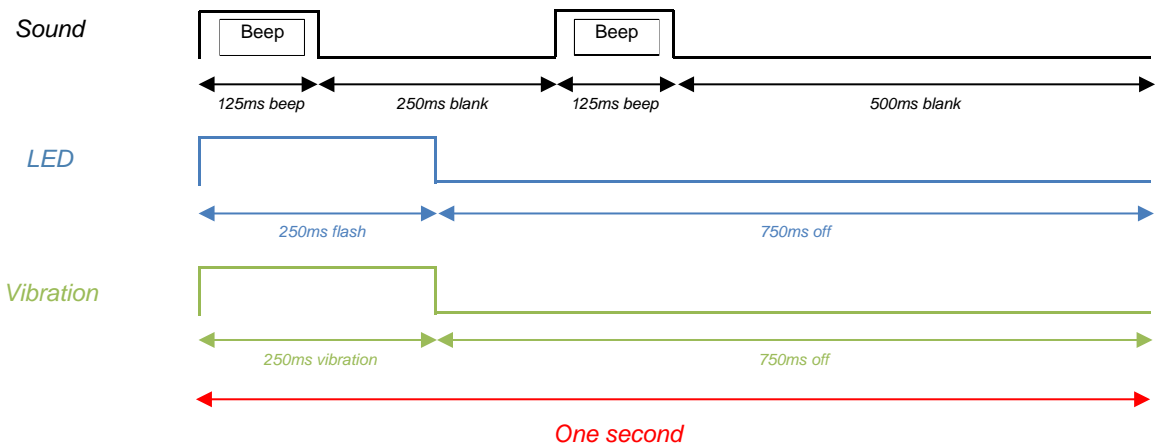 Sound
Beep
Beep
125ms beep
250ms blank
125ms beep
500ms blank
LED
250ms flash
750ms off
Vibration
250ms vibration
750ms off
One second